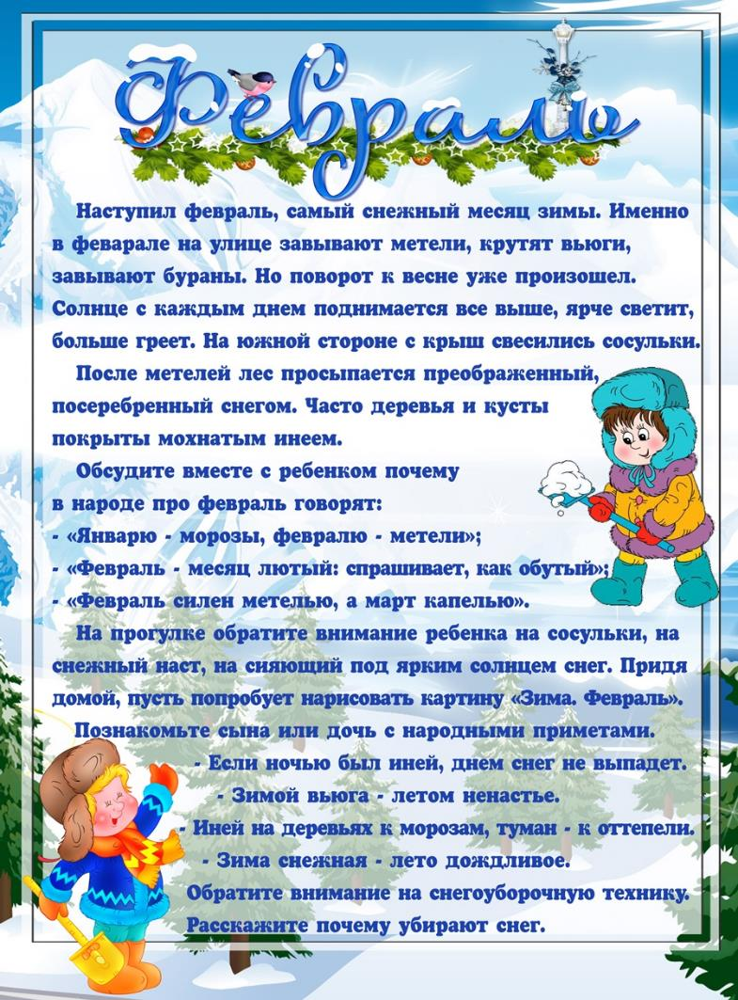 Февраль
Наступил февраль, самый снежный месяц зимы. Именно
в феварале на улице завывают метели, крутят вьюги,
завывают бураны. Но поворот к весне уже произошел.
Солнце с каждым днем поднимается все выше, ярче светит,
больше греет. На южной стороне с крыш свесились сосульки.
После метелей лес просыпается преображенный,
посеребренный снегом. Часто деревья и кусты
покрыты мохнатым инеем.
Обсудите вместе с ребенком почему
в народе про февраль говорят:
- «Январю - морозы, февралю - метели»;
- «Февраль - месяц лютый: спрашивает, как обутый»;
- «Февраль силен метелью, а март капелью».
На прогулке обратите внимание ребенка на сосульки, на
снежный наст, на сияющий под ярким солнцем снег. Придя
домой, пусть попробует нарисовать картину «Зима. Февраль».
Познакомьте сына или дочь с народными приметами.
- Если ночью был иней, днем снег не выпадет.
- Зимой вьюга - летом ненастье.
- Иней на деревьях к морозам, туман - к оттепели.
- Зима снежная - лето дождливое.
Обратите внимание на снегоуборочную технику.
Расскажите почему убирают снег.